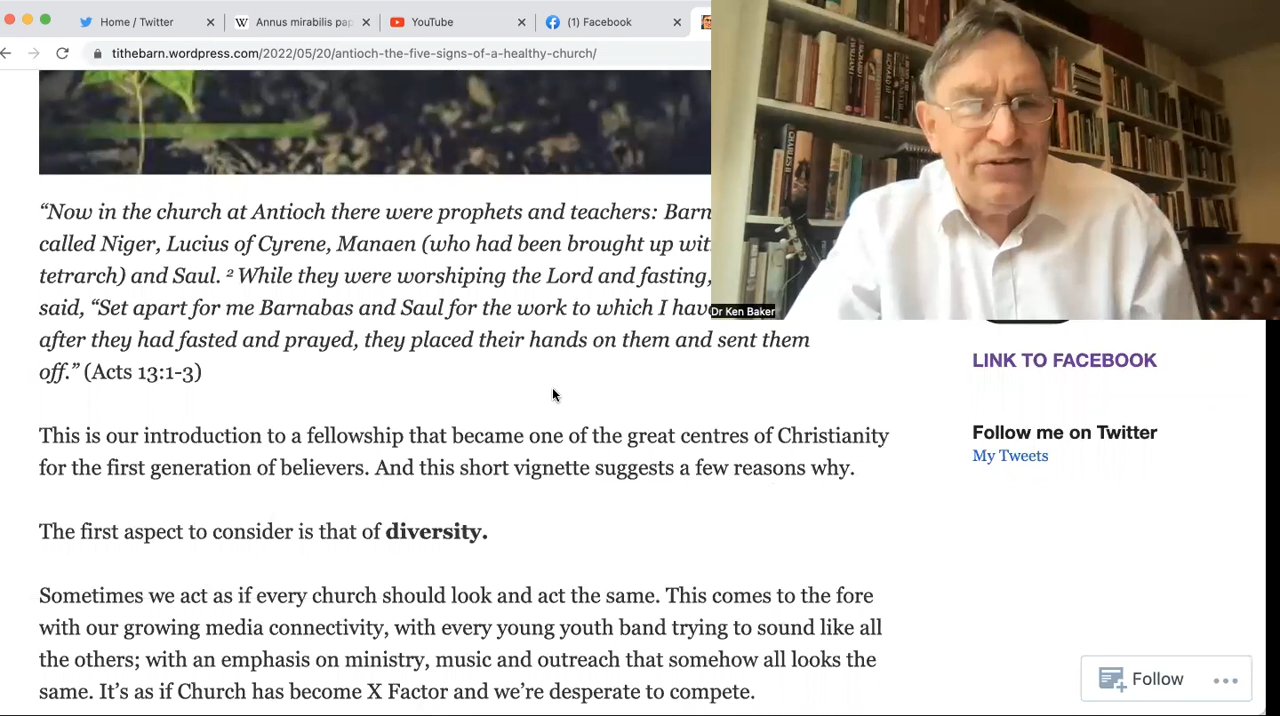 Home / Twitter
Annus mirabilis pap
YouTube
(1) Facebook
tithebarn.wordpress.com/2022/05/20/antioch-the-five-signs-of-a-healthy-church/
RICHARD III
CHARLES II
Dr Ken Baker
“Now in the church at Antioch there were prophets and teachers: Barn
called Niger, Lucius of Cyrene, Manaen (who had been brought up wit
tetrarch) and Saul. ² While they were worshiping the Lord and fasting,
said, “Set apart for me Barnabas and Saul for the work to which I hav
after they had fasted and prayed, they placed their hands on them and sent them
off.” (Acts 13:1-3)
This is our introduction to a fellowship that became one of the great centres of Christianity
for the first generation of believers. And this short vignette suggests a few reasons why.
The first aspect to consider is that of diversity.
Sometimes we act as if every church should look and act the same. This comes to the fore
with our growing media connectivity, with every young youth band trying to sound like all
the others; with an emphasis on ministry, music and outreach that somehow all looks the
same. It’s as if Church has become X Factor and we’re desperate to compete.
LINK TO FACEBOOK
Follow me on Twitter
My Tweets
Follow